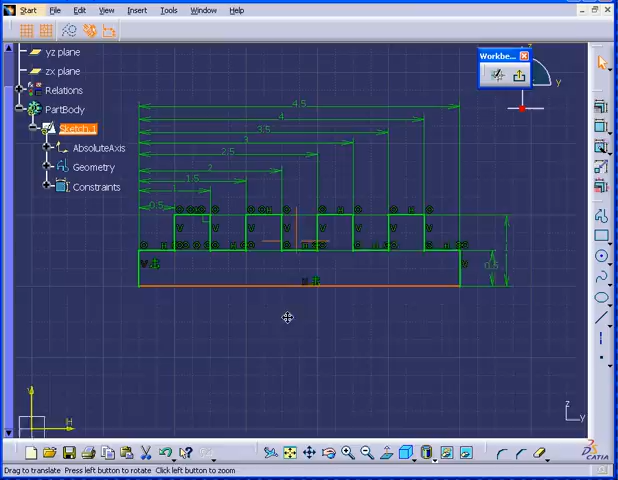 Start File Edit View Insert Tools Window Help
yz plane
zx plane
Relations
PartBody
Sketch.1
AbsoluteAxis
Geometry
Constraints
Workbe...
y
4.5
4
3.5
3
2.5
2
1.5
1
0.5
0.5
V
H
z
y
CATIA
Drag to translate Press left button to rotate Click left button to zoom